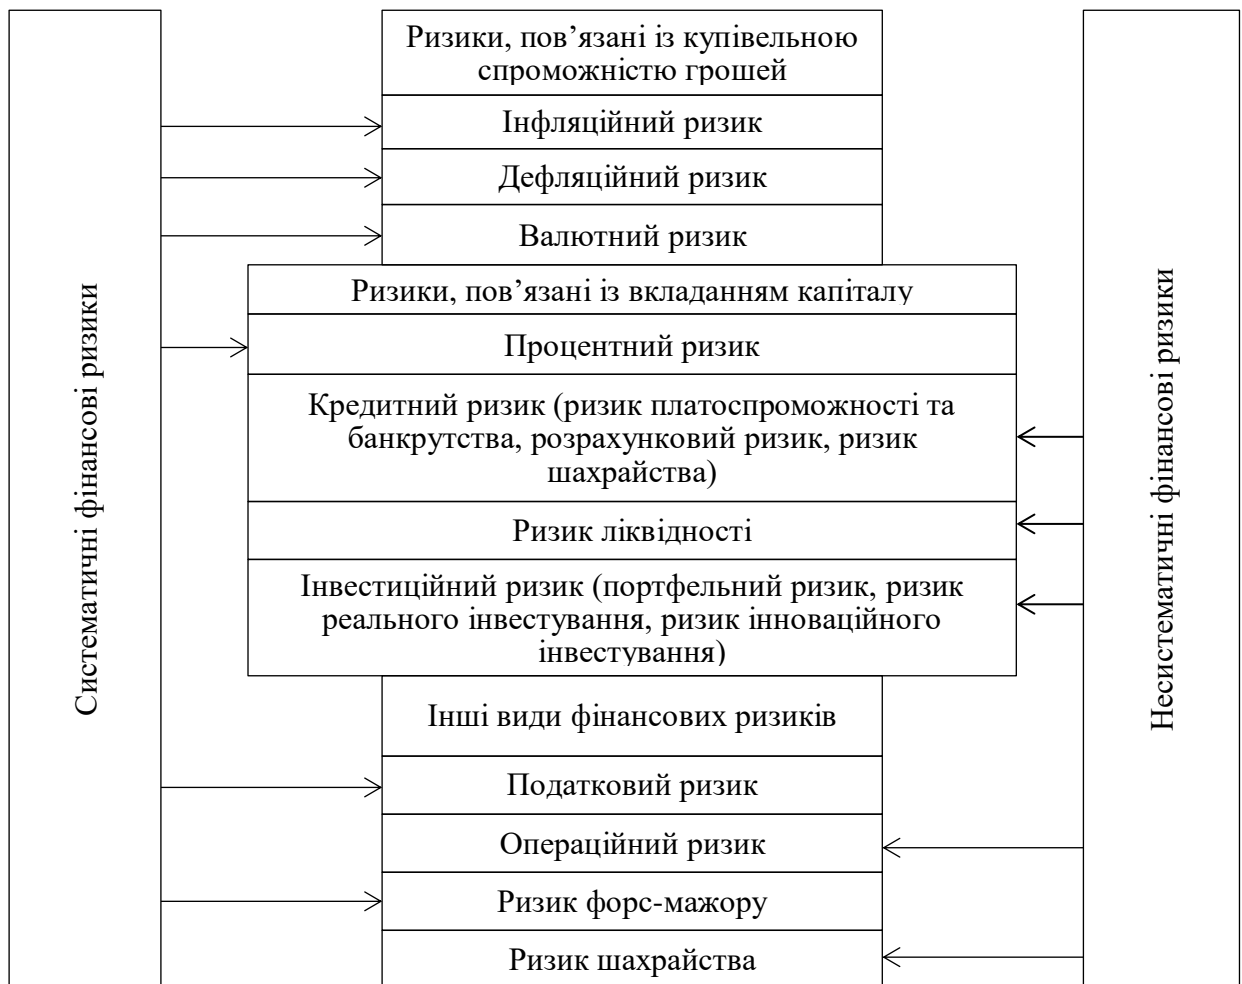 Систематичні фінансові ризики
Ризики, пов’язані із купівельною
спроможністю грошей
Інфляційний ризик
Дефляційний ризик
Валютний ризик
Ризики, пов’язані із вкладанням капіталу
Процентний ризик
Кредитний ризик (ризик платоспроможності та
банкрутства, розрахунковий ризик, ризик
шахрайства)
Ризик ліквідності
Інвестиційний ризик (портфельний ризик, ризик
реального інвестування, ризик інноваційного
інвестування)
Інші види фінансових ризиків
Податковий ризик
Операційний ризик
Ризик форс-мажору
Ризик шахрайства
Несистематичні фінансові ризики